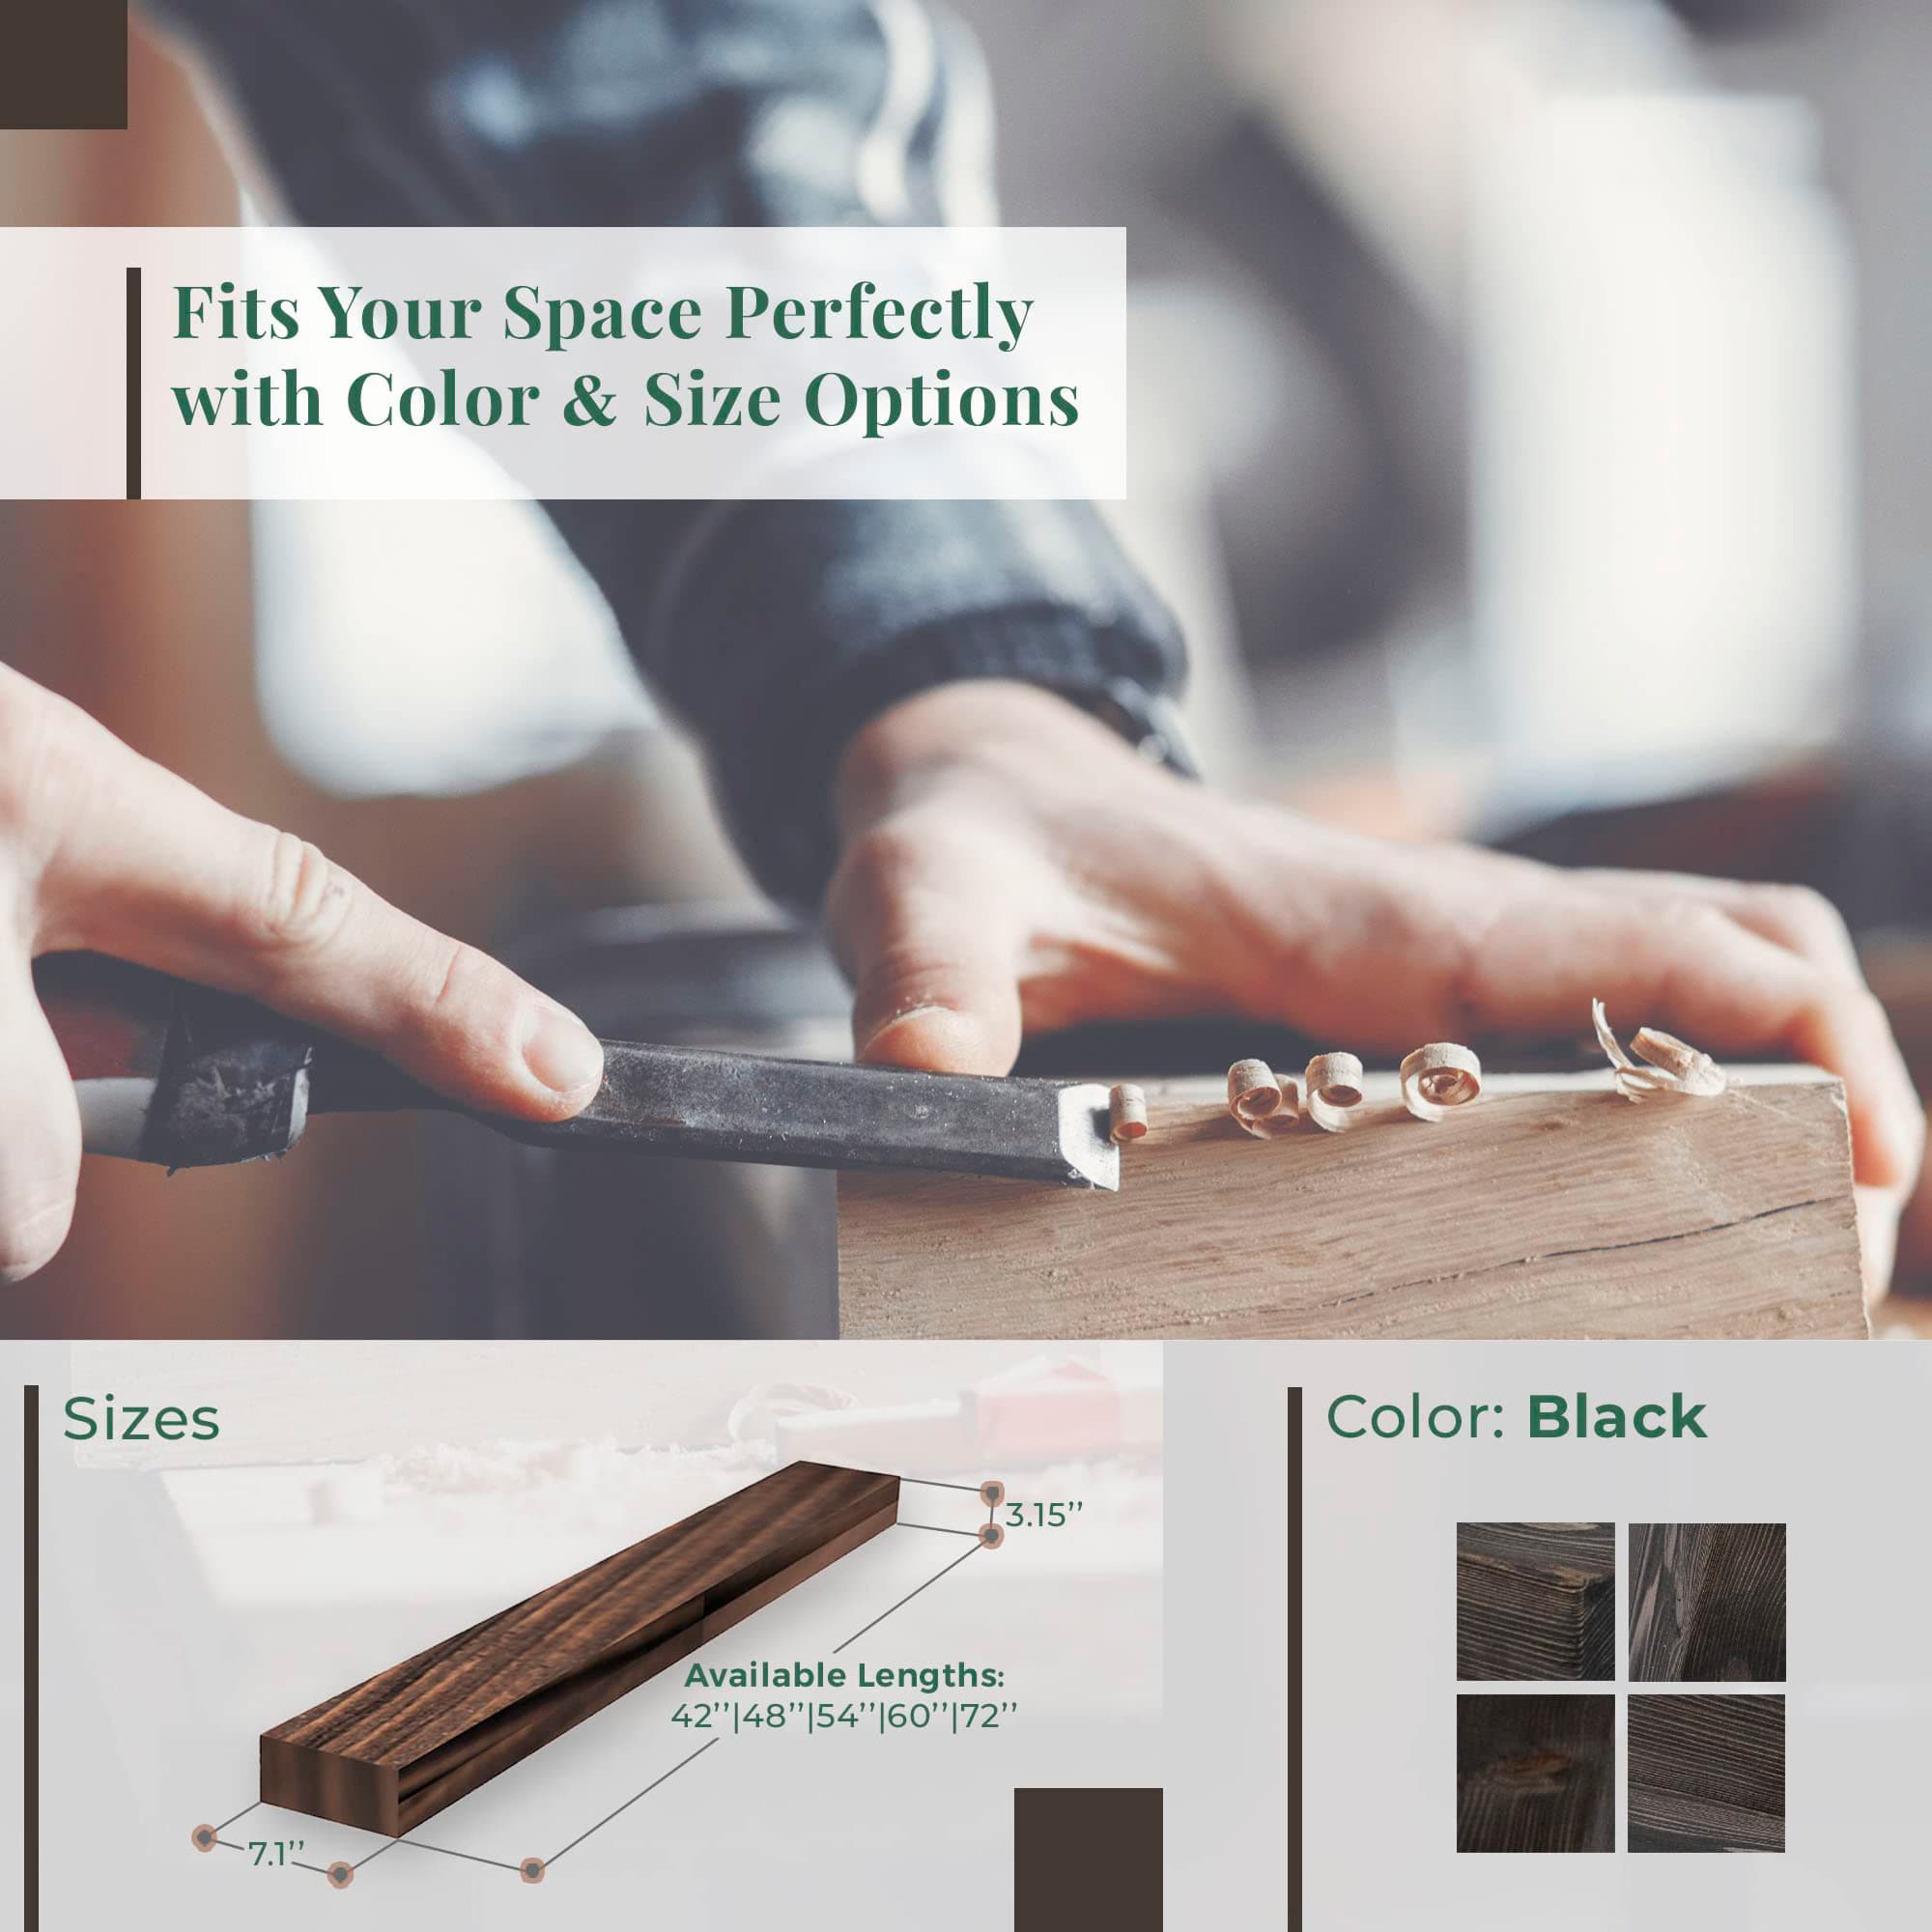 Fits Your Space Perfectly
with Color & Size Options
Sizes
3.15’’
Available Lengths:
42’’|48’’|54’’|60’’|72’’
7.1’’
Color: Black